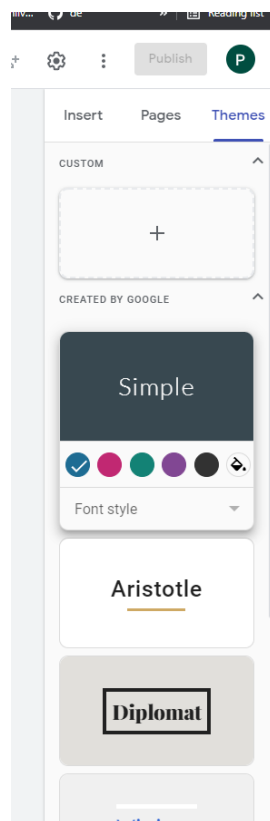 de » Reading list
Publish P
Insert Pages Themes
CUSTOM
+
CREATED BY GOOGLE
Simple
Font style
Aristotle
Diplomat